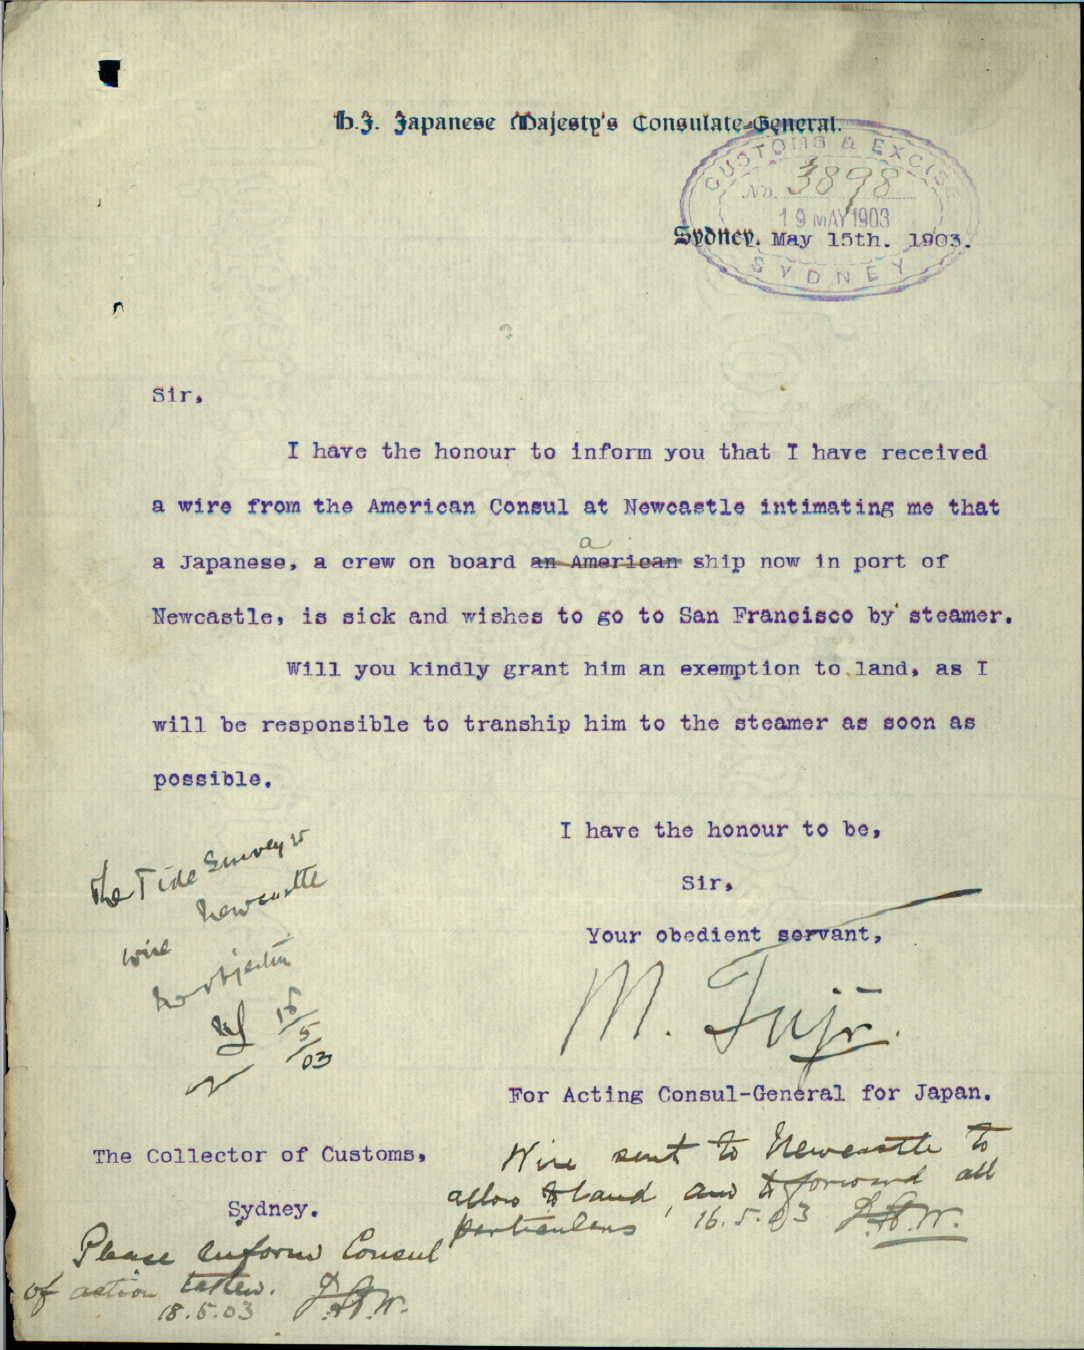 H.I. Japanese Majesty's Consulate-General.
CUSTOMS & EXCISE
No. 3898
19 MAY 1903
Sydney, May 15th. 1903.
SYDNEY
Sir,
I have the honour to inform you that I have received
a wire from the American Consul at Newcastle intimating me that
a
a Japanese, a crew on board an American ship now in port of
Newcastle, is sick and wishes to go to San Francisco by steamer.
Will you kindly grant him an exemption to land, as I
will be responsible to tranship him to the steamer as soon as
possible.
I have the honour to be,
Sir,
Your obedient servant,
M. Fujii.
For Acting Consul-General for Japan.
The Tide Surveyor
Newcastle
wire
no objection
15/5/03
The Collector of Customs,
Sydney.
Wire sent to Newcastle to
allow to land, and to forward all
particulars 16.5.03
Please inform Consul
of action taken.
18.5.03